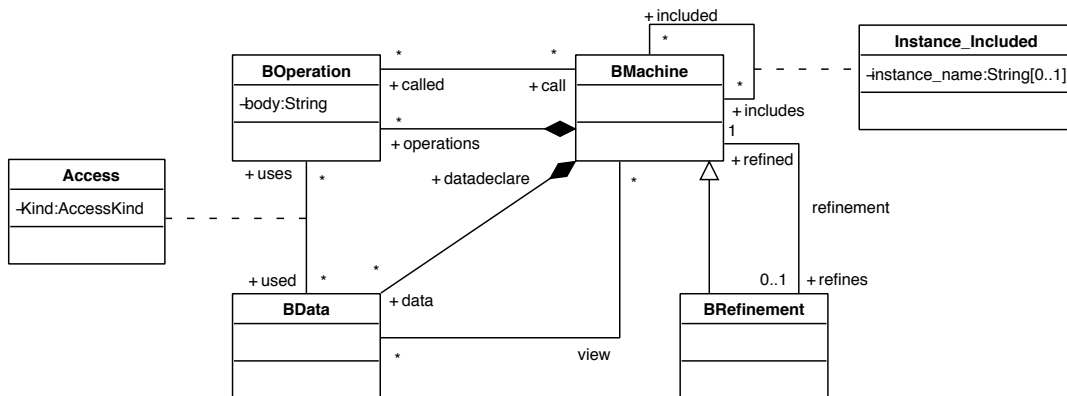 + included
*
*
+ includes
Instance_Included
-instance_name:String[0..1]
BOperation
-body:String
*
*
+ called
+ call
*
+ operations
BMachine
1
+ refined
+ uses
*
+ datadeclare
*
Access
-Kind:AccessKind
refinement
+ used
*
*
+ data
0..1
+ refines
BData
*
view
BRefinement